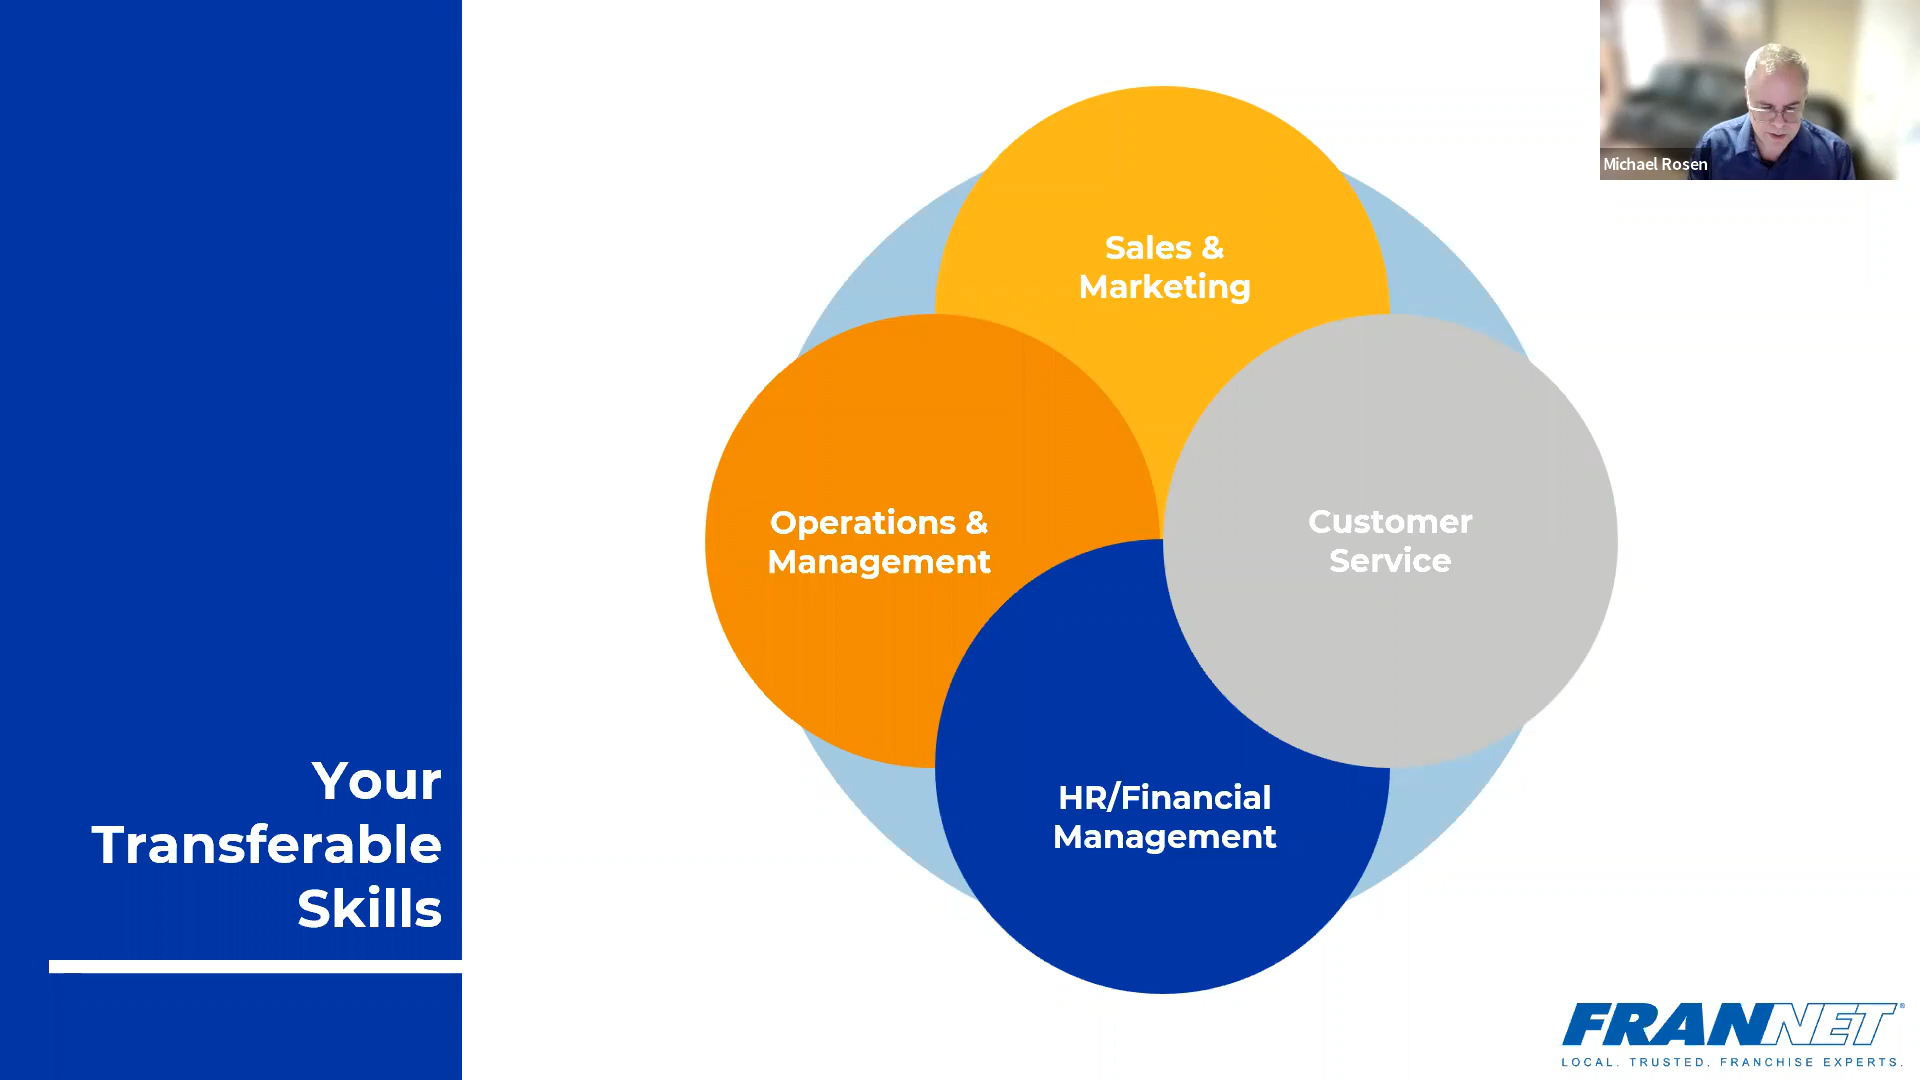 Your
Transferable
Skills
Sales &
Marketing
Operations &
Management
Customer
Service
HR/Financial
Management
Michael Rosen
FRANNET®
LOCAL. TRUSTED. FRANCHISE EXPERTS.